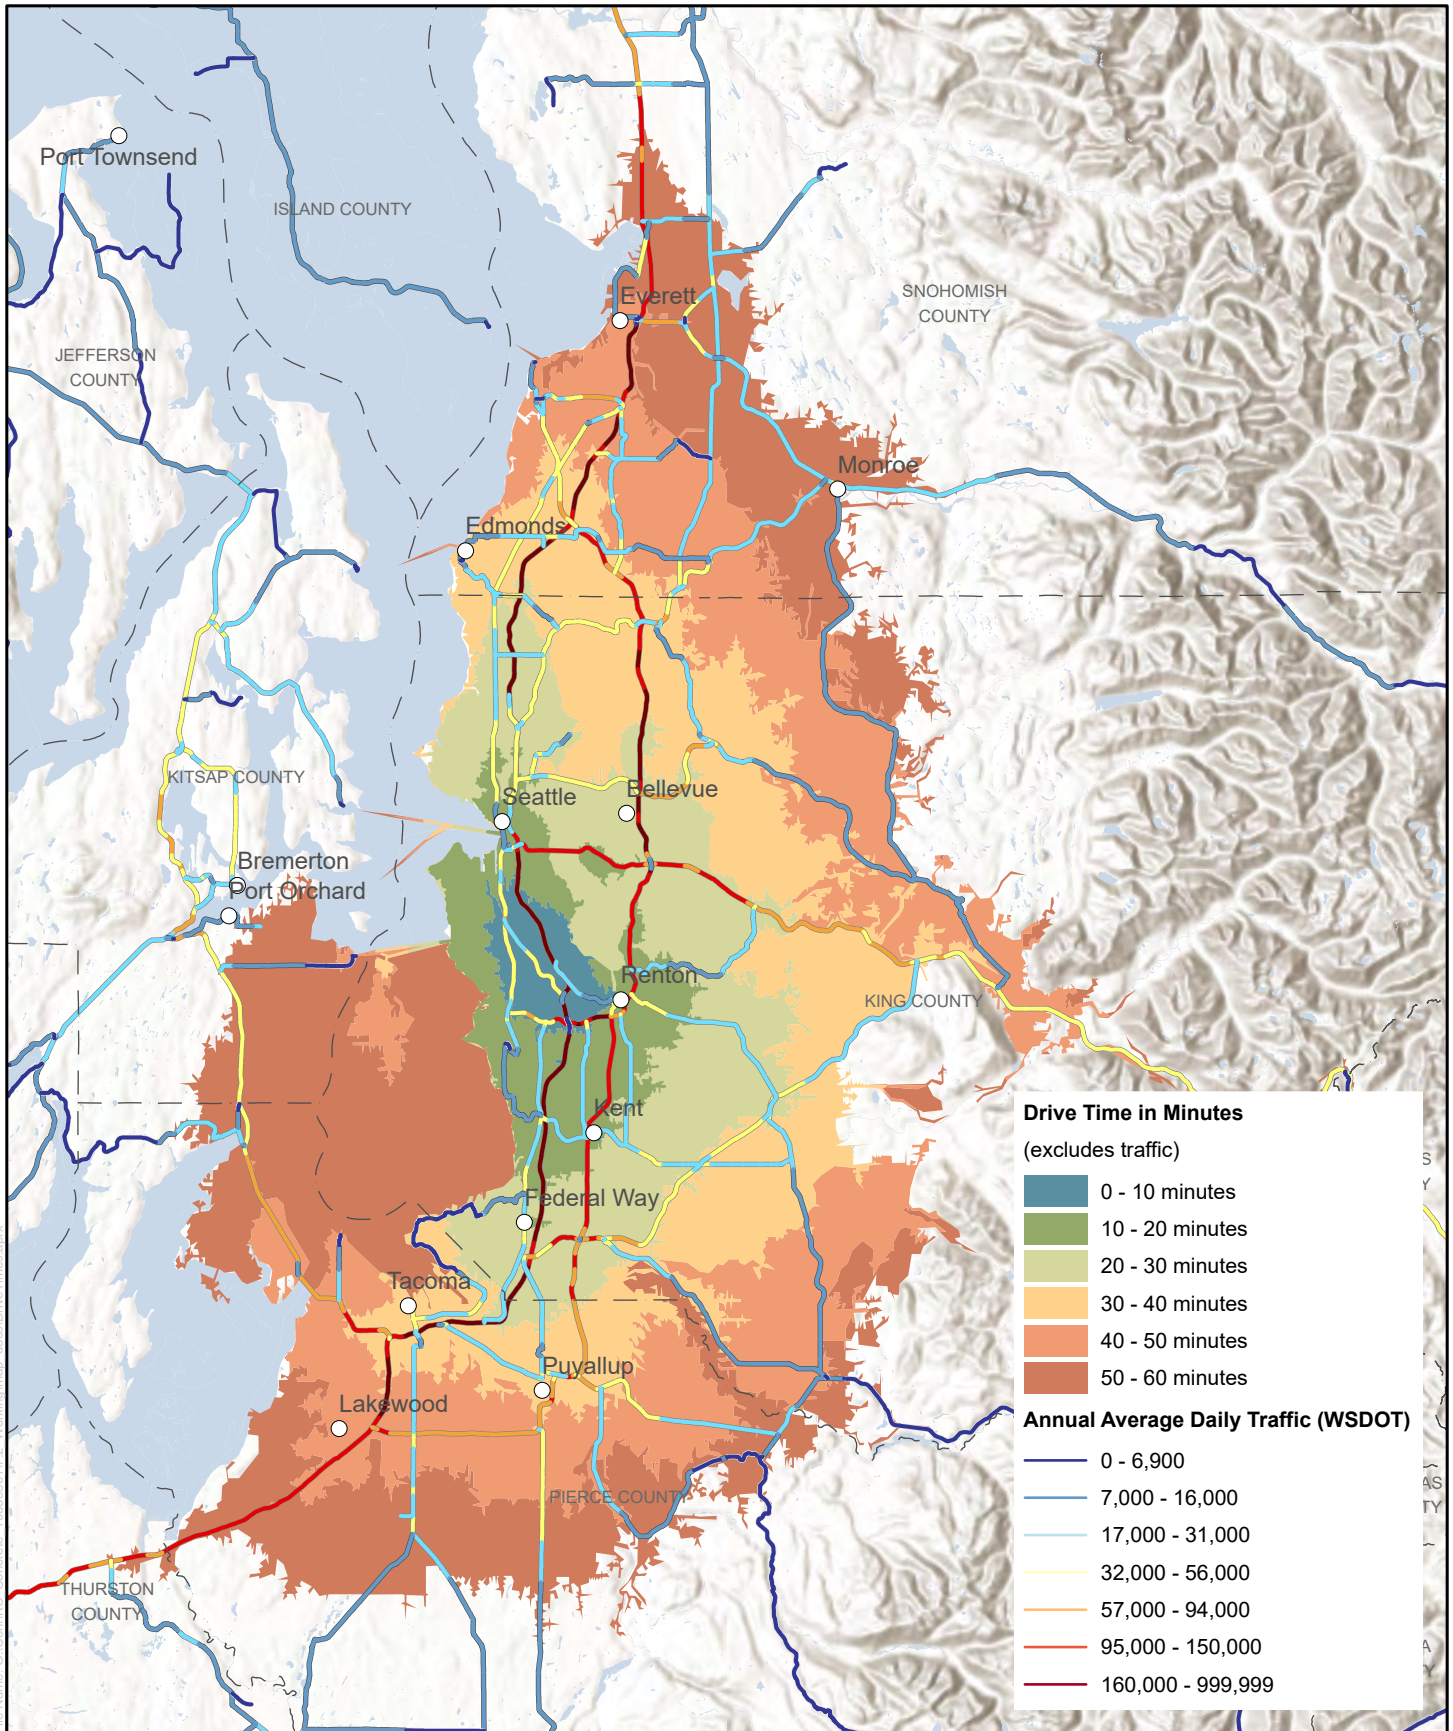 Port Townsend
ISLAND COUNTY
SNOHOMISH
COUNTY
Everett
JEFFERSON
COUNTY
Monroe
Edmonds
KITSAP COUNTY
Seattle
Bellevue
Bremerton
Port Orchard
Renton
KING COUNTY
Kent
Federal Way
Tacoma
Puyallup
Lakewood
PIERCE COUNTY
THURSTON
COUNTY
Drive Time in Minutes
(excludes traffic)
0 - 10 minutes
10 - 20 minutes
20 - 30 minutes
30 - 40 minutes
40 - 50 minutes
50 - 60 minutes
Annual Average Daily Traffic (WSDOT)
0 - 6,900
7,000 - 16,000
17,000 - 31,000
32,000 - 56,000
57,000 - 94,000
95,000 - 150,000
160,000 - 999,999
S
Y
AS
TY
A
Y